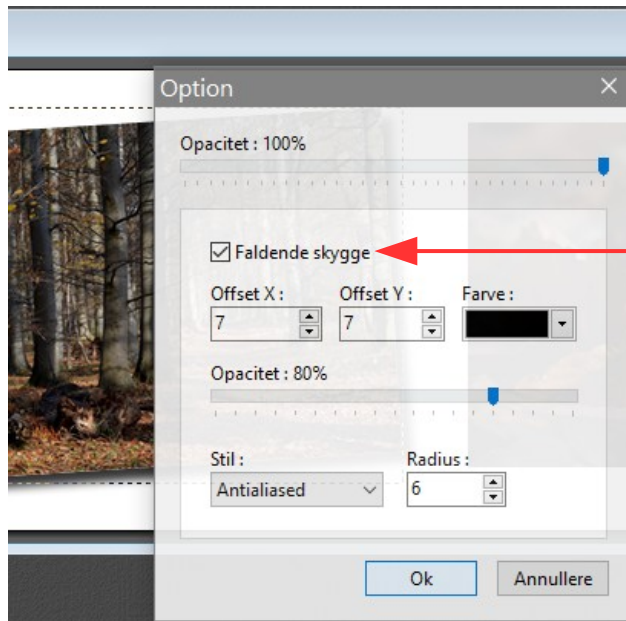 Option
Opacitet : 100%
Faldende skygge
Offset X : Offset Y : Farve :
7 7
Opacitet : 80%
Stil : Radius :
Antialiased 6
Ok Annullere